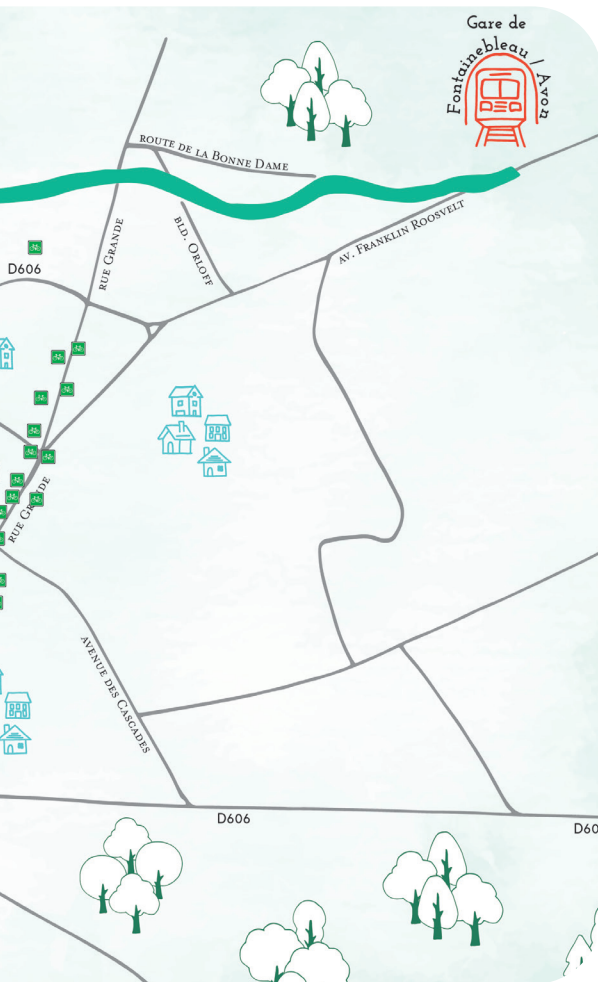 Gare de
Fontainebleau / Avon
ROUTE DE LA BONNE DAME
RUE GRANDE
BLD. ORLOFF
AV. FRANKLIN ROOSVELT
D606
RUE GRANDE
AVENUE DES CASCADES
D606
D60